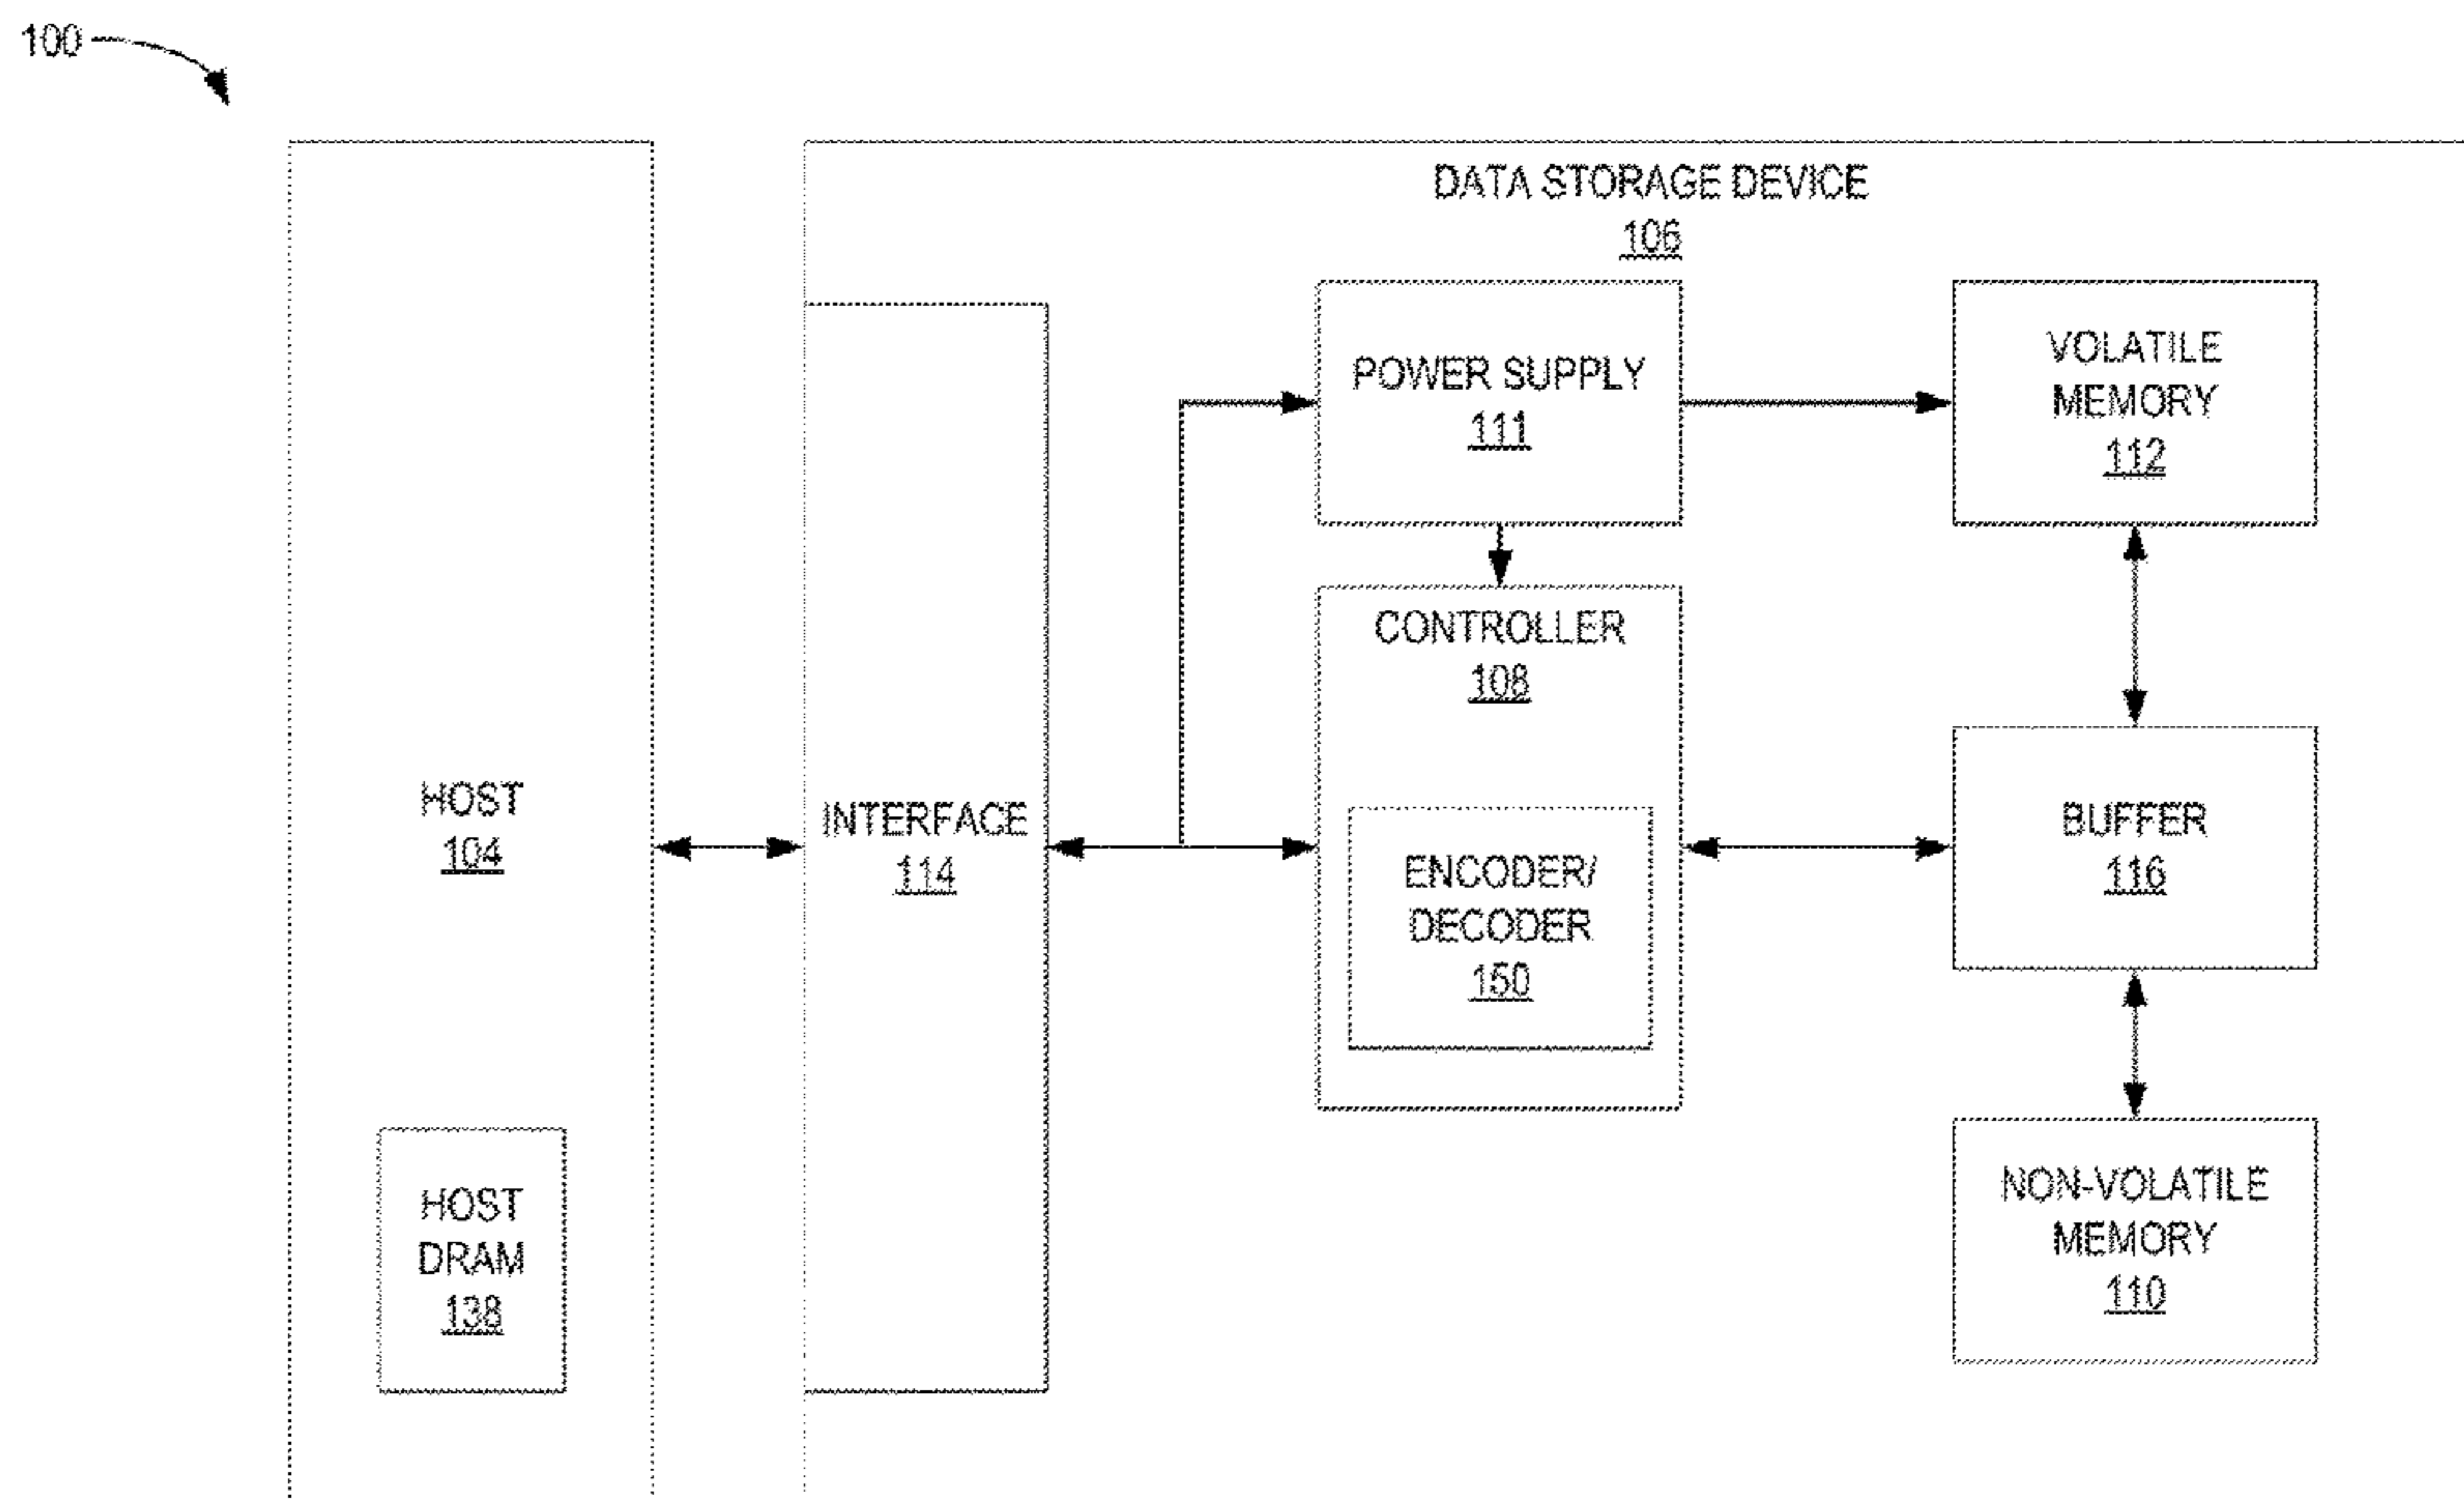 100
DATA STORAGE DEVICE
106
POWER SUPPLY
111
VOLATILE
MEMORY
112
CONTROLLER
108
HOST
104
INTERFACE
114
ENCODER/
DECODER
150
BUFFER
116
HOST
DRAM
138
NON-VOLATILE
MEMORY
110